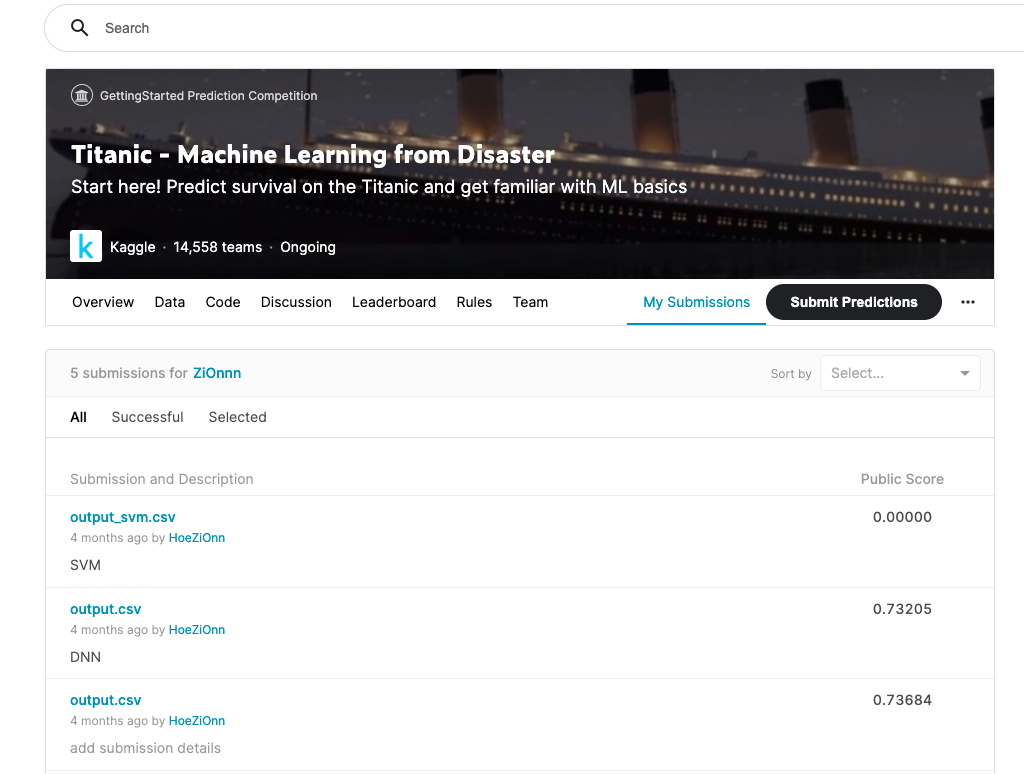 Search
GettingStarted Prediction Competition
Titanic - Machine Learning from Disaster
Start here! Predict survival on the Titanic and get familiar with ML basics
k Kaggle · 14,558 teams · Ongoing
Overview Data Code Discussion Leaderboard Rules Team My Submissions Submit Predictions ...
5 submissions for ZiOnnn Sort by Select...
All Successful Selected
Submission and Description Public Score
output_svm.csv 0.00000
4 months ago by HoeZiOnn
SVM
output.csv 0.73205
4 months ago by HoeZiOnn
DNN
output.csv 0.73684
4 months ago by HoeZiOnn
add submission details